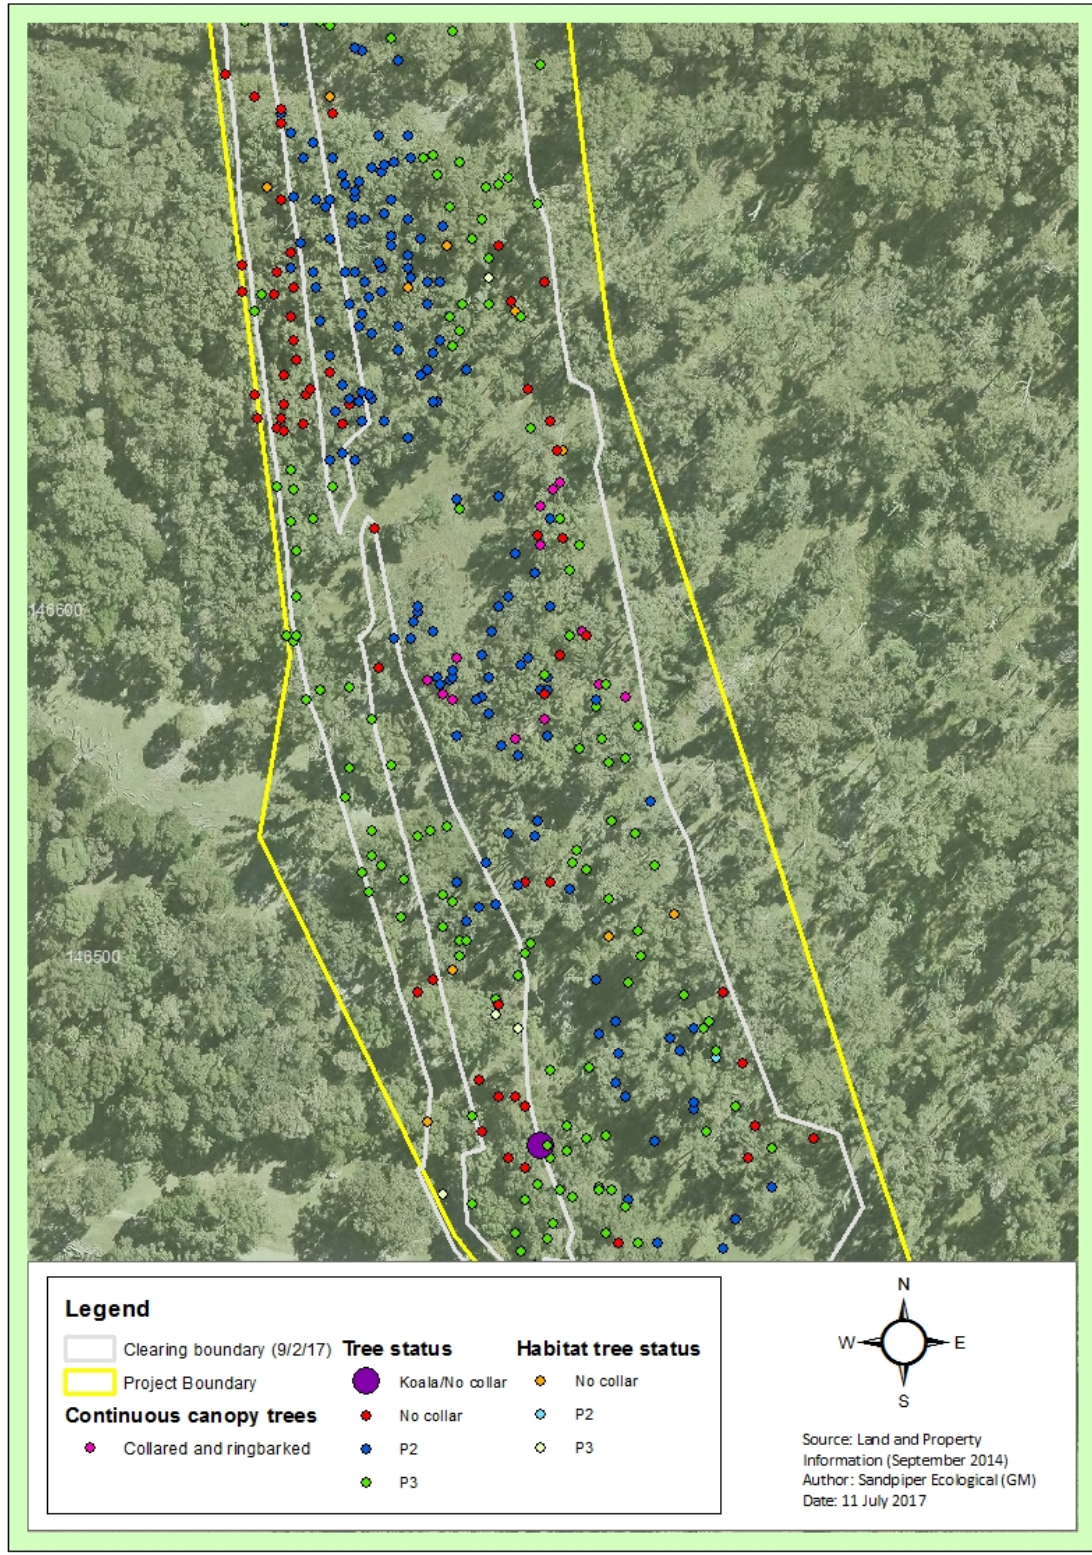 146600
146500
Legend
Clearing boundary (9/2/17)
Project Boundary
Continuous canopy trees
Collared and ringbarked
Tree status
Koala/No collar
No collar
P2
P3
Habitat tree status
No collar
P2
P3
N
W
E
S
Source: Land and Property
Information (September 2014)
Author: Sandpiper Ecological (GM)
Date: 11 July 2017